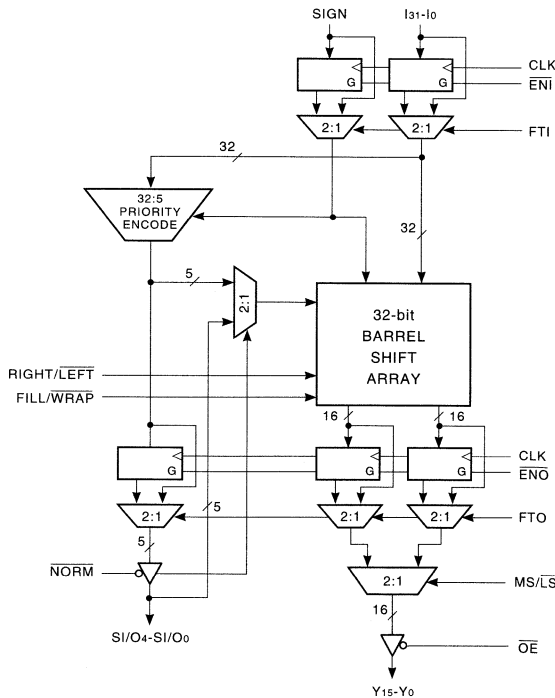 SIGN
I31-I0
CLK
G
G
ENI
2:1
2:1
FTI
32
32:5
PRIORITY
ENCODE
32
5
2:1
32-bit
BARREL
SHIFT
ARRAY
RIGHT/LEFT
FILL/WRAP
16
16
CLK
G
G
ENO
2:1
5
2:1
2:1
FTO
5
NORM
2:1
MS/LS
16
SI/O4-SI/O0
OE
Y15-Y0